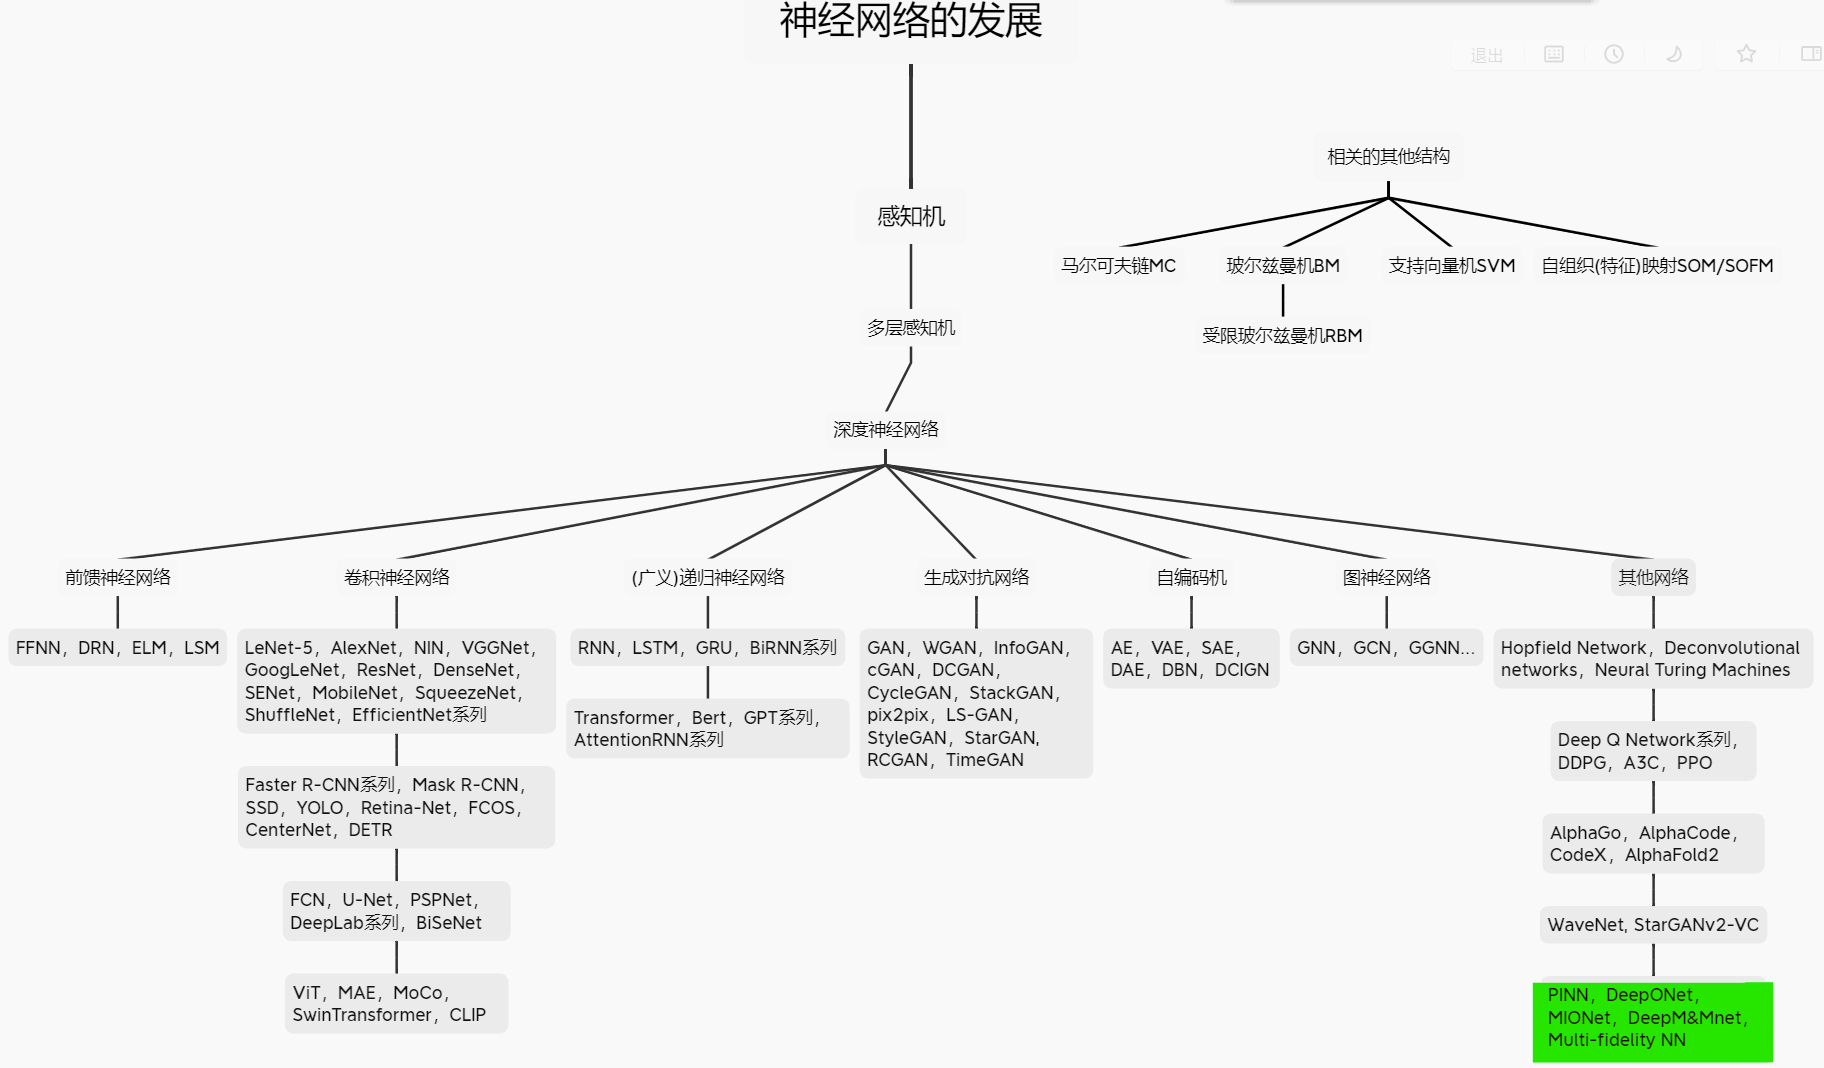 神经网络的发展
退出
感知机
多层感知机
深度神经网络
相关的其他结构
马尔可夫链MC
玻尔兹曼机BM
支持向量机SVM
自组织(特征)映射SOM/SOFM
受限玻尔兹曼机RBM
前馈神经网络
FFNN，DRN，ELM，LSM
卷积神经网络
LeNet-5，AlexNet，NIN，VGGNet，
GoogLeNet，ResNet，DenseNet，
SENet，MobileNet，SqueezeNet，
ShuffleNet，EfficientNet系列
Faster R-CNN系列，Mask R-CNN，
SSD，YOLO，Retina-Net，FCOS，
CenterNet，DETR
FCN，U-Net，PSPNet，
DeepLab系列，BiSeNet
ViT，MAE，MoCo，
SwinTransformer，CLIP
(广义)递归神经网络
RNN，LSTM，GRU，BiRNN系列
Transformer，Bert，GPT系列，
AttentionRNN系列
生成对抗网络
GAN，WGAN，InfoGAN，
cGAN，DCGAN，
CycleGAN，StackGAN，
pix2pix，LS-GAN，
StyleGAN，StarGAN,
RCGAN，TimeGAN
自编码机
AE，VAE，SAE，
DAE，DBN，DCIGN
图神经网络
GNN，GCN，GGNN...
其他网络
Hopfield Network，Deconvolutional
networks，Neural Turing Machines
Deep Q Network系列，
DDPG，A3C，PPO
AlphaGo，AlphaCode，
CodeX，AlphaFold2
WaveNet, StarGANv2-VC
PINN，DeepONet，
MIONet，DeepM&Mnet，
Multi-fidelity NN